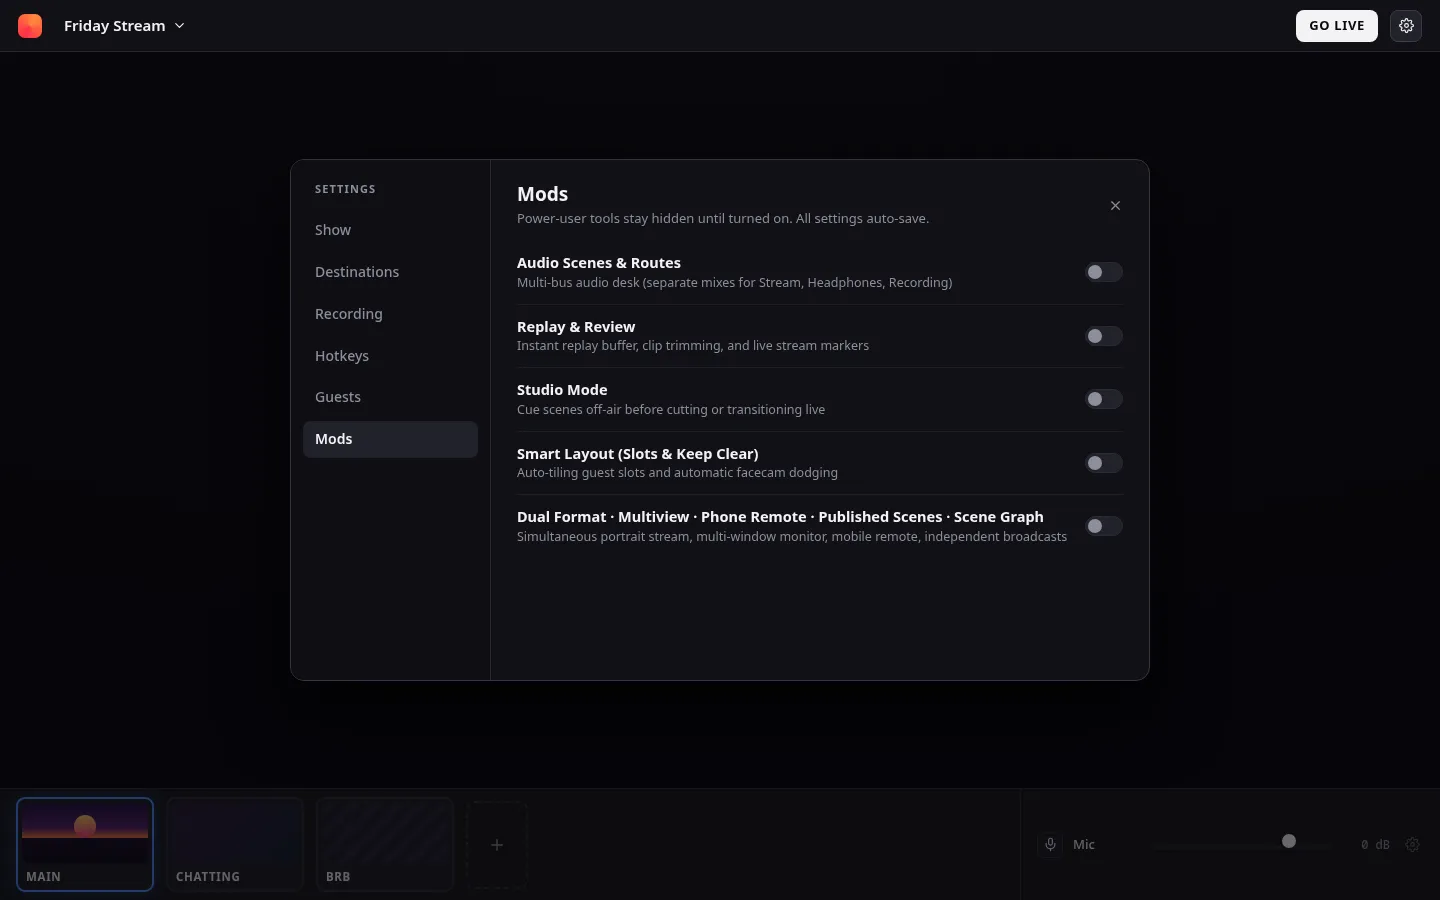 Friday Stream
GO LIVE
SETTINGS
Show
Destinations
Recording
Hotkeys
Guests
Mods
Mods
Power-user tools stay hidden until turned on. All settings auto-save.
Audio Scenes & Routes
Multi-bus audio desk (separate mixes for Stream, Headphones, Recording)
Replay & Review
Instant replay buffer, clip trimming, and live stream markers
Studio Mode
Cue scenes off-air before cutting or transitioning live
Smart Layout (Slots & Keep Clear)
Auto-tiling guest slots and automatic facecam dodging
Dual Format · Multiview · Phone Remote · Published Scenes · Scene Graph
Simultaneous portrait stream, multi-window monitor, mobile remote, independent broadcasts
MAIN
CHATTING
BRB
+
Mic
0 dB